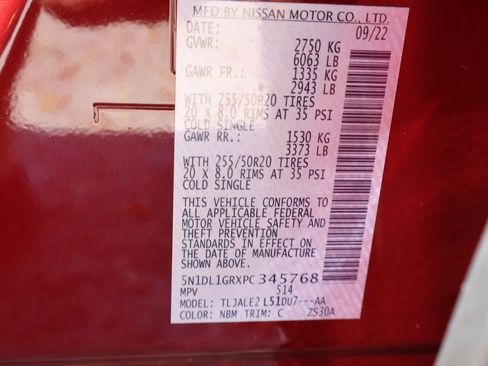 MFD BY NISSAN MOTOR CO., LTD.
DATE: 09/22
GVWR: 2750 KG
6063 LB
GAWR FR.: 1335 KG
2943 LB
WITH 255/50R20 TIRES
20 X 8.0 RIMS AT 35 PSI
COLD SINGLE
GAWR RR.: 1530 KG
3373 LB
WITH 255/50R20 TIRES
20 X 8.0 RIMS AT 35 PSI
COLD SINGLE
THIS VEHICLE CONFORMS TO
ALL APPLICABLE FEDERAL
MOTOR VEHICLE SAFETY
AND THEFT PREVENTION
STANDARDS IN EFFECT ON
THE DATE OF MANUFACTURE
SHOWN ABOVE.
5N1DL1GRXPC345768
MPV 514
MODEL: TLJALE2 L51DU7---AA
COLOR: NBM TRIM: C ZS30A